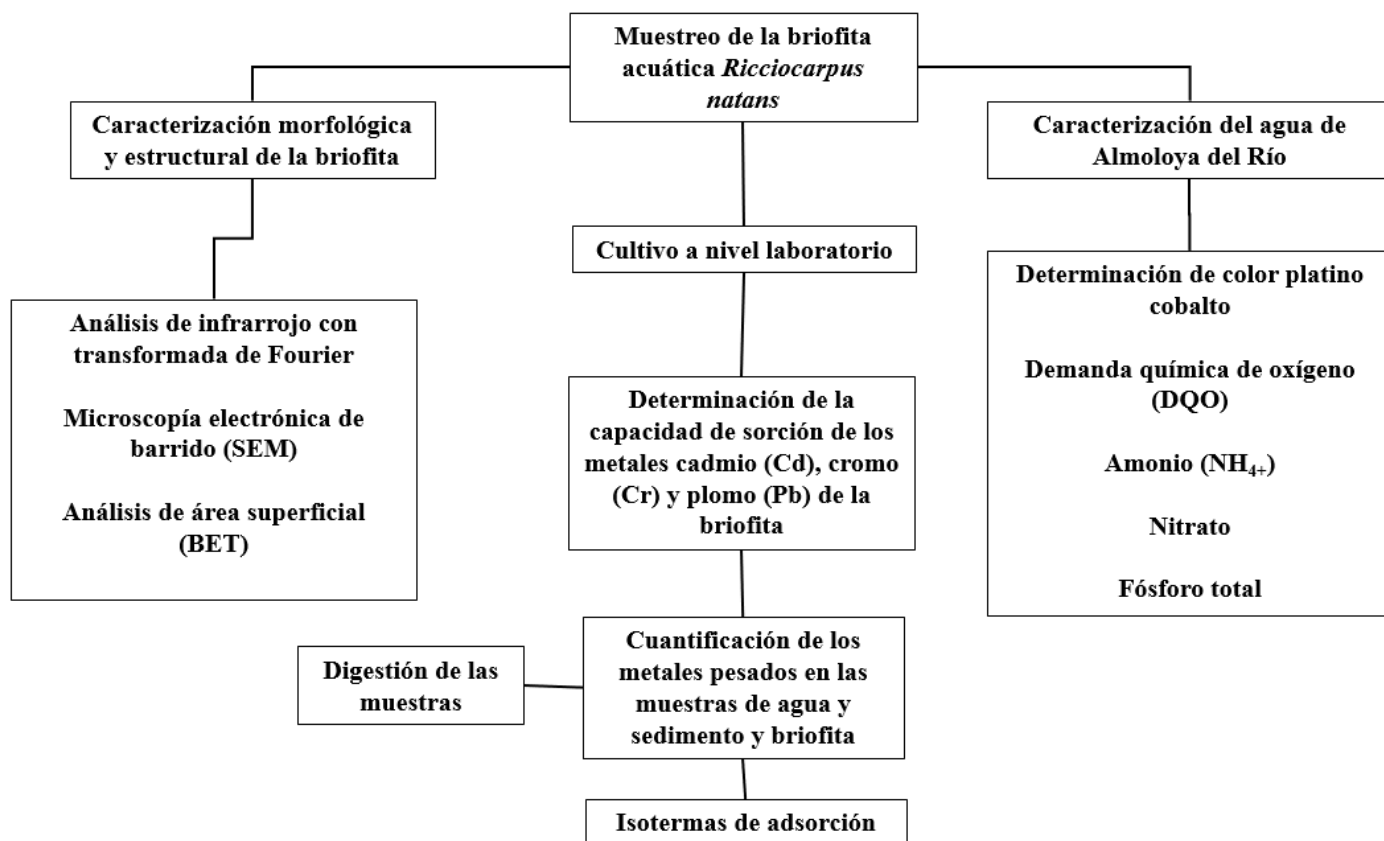 Muestreo de la briofita
acuática Ricciocarpus
natans
Caracterización morfológica
y estructural de la briofita
Caracterización del agua de
Almoloya del Río
Cultivo a nivel laboratorio
Análisis de infrarrojo con
transformada de Fourier
Microscopía electrónica de
barrido (SEM)
Análisis de área superficial
(BET)
Determinación de la
capacidad de sorción de los
metales cadmio (Cd), cromo
(Cr) y plomo (Pb) de la
briofita
Determinación de color platino
cobalto
Demanda química de oxígeno
(DQO)
Amonio (NH₄₊)
Nitrato
Fósforo total
Digestión de las
muestras
Cuantificación de los
metales pesados en las
muestras de agua y
sedimento y briofita
Isotermas de adsorción